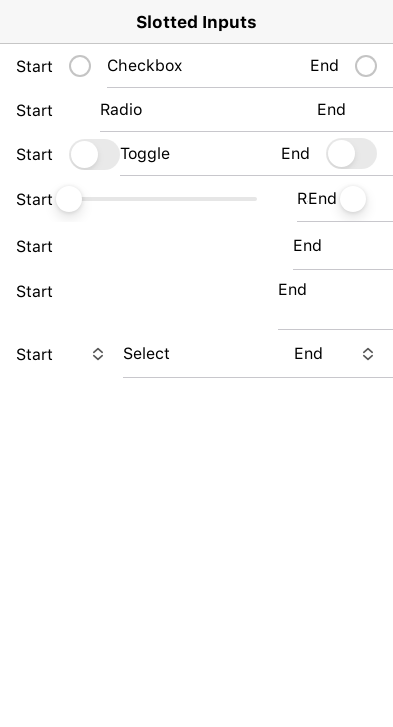 Slotted Inputs
Start Checkbox End
Start Radio End
Start Toggle End
Start REnd
Start End
Start End
Start Select End